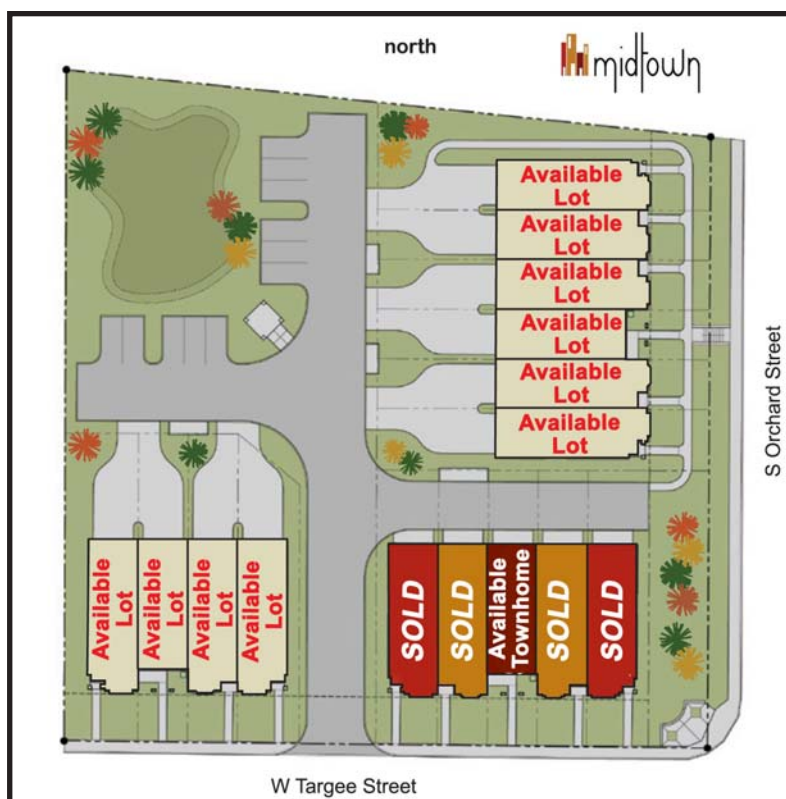 north
midtown
Available
Lot
Available
Lot
Available
Lot
Available
Lot
Available
Lot
Available
Lot
S Orchard Street
Available
Lot
Available
Lot
Available
Lot
Available
Lot
SOLD
SOLD
Available
Townhome
SOLD
SOLD
W Targee Street